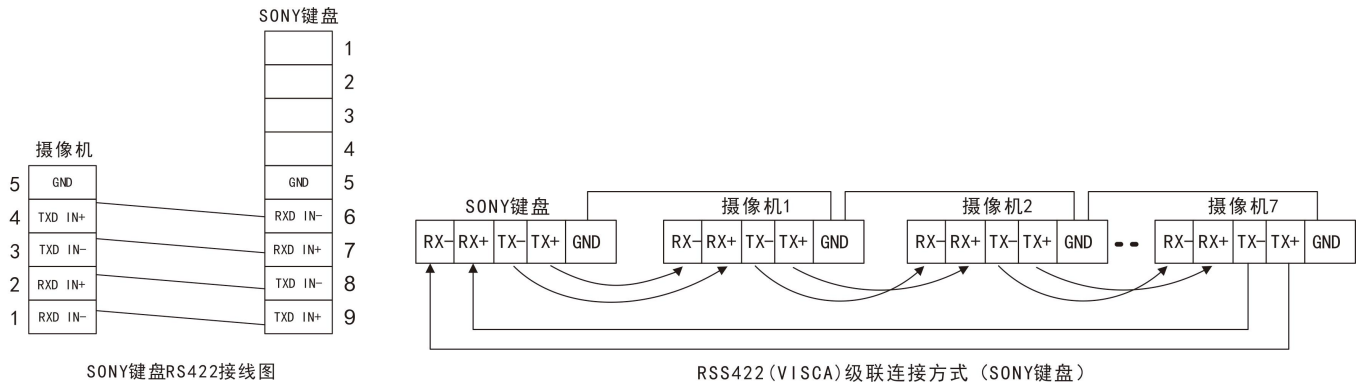 SONY键盘
1
2
3
4
摄像机
5 GND GND 5
4 TXD IN+ RXD IN- 6
3 TXD IN- RXD IN+ 7
2 RXD IN+ TXD IN- 8
1 RXD IN- TXD IN+ 9
SONY键盘RS422接线图
SONY键盘 摄像机1 摄像机2 摄像机7
RX- RX+ TX- TX+ GND RX- RX+ TX- TX+ GND RX- RX+ TX- TX+ GND RX- RX+ TX- TX+ GND
RSS422(VISCA)级联连接方式（SONY键盘）